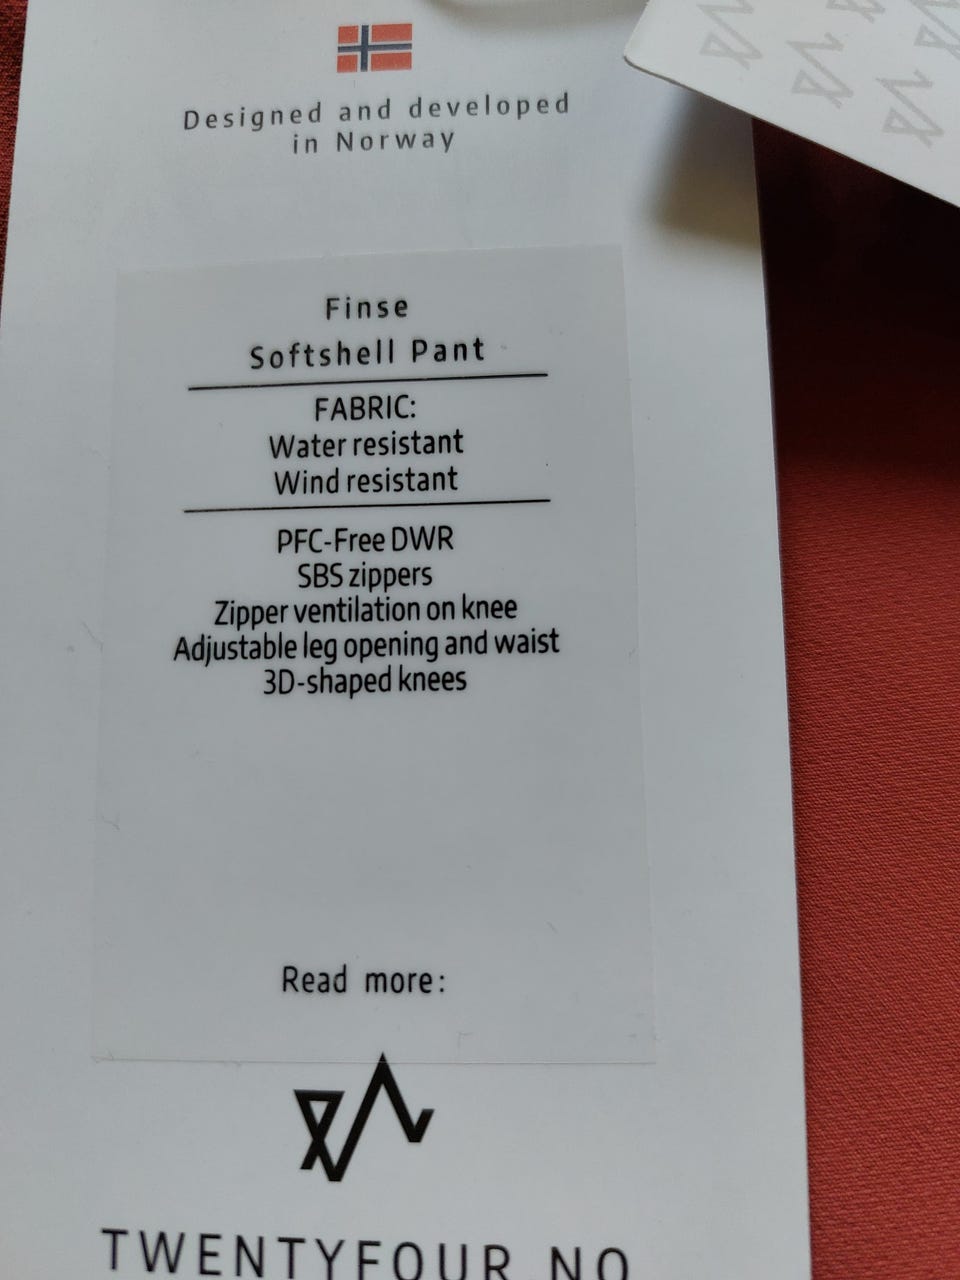 Designed and developed
in Norway
Finse
Softshell Pant
FABRIC:
Water resistant
Wind resistant
PFC-Free DWR
SBS zippers
Zipper ventilation on knee
Adjustable leg opening and waist
3D-shaped knees
Read more:
TWENTYFOUR NO